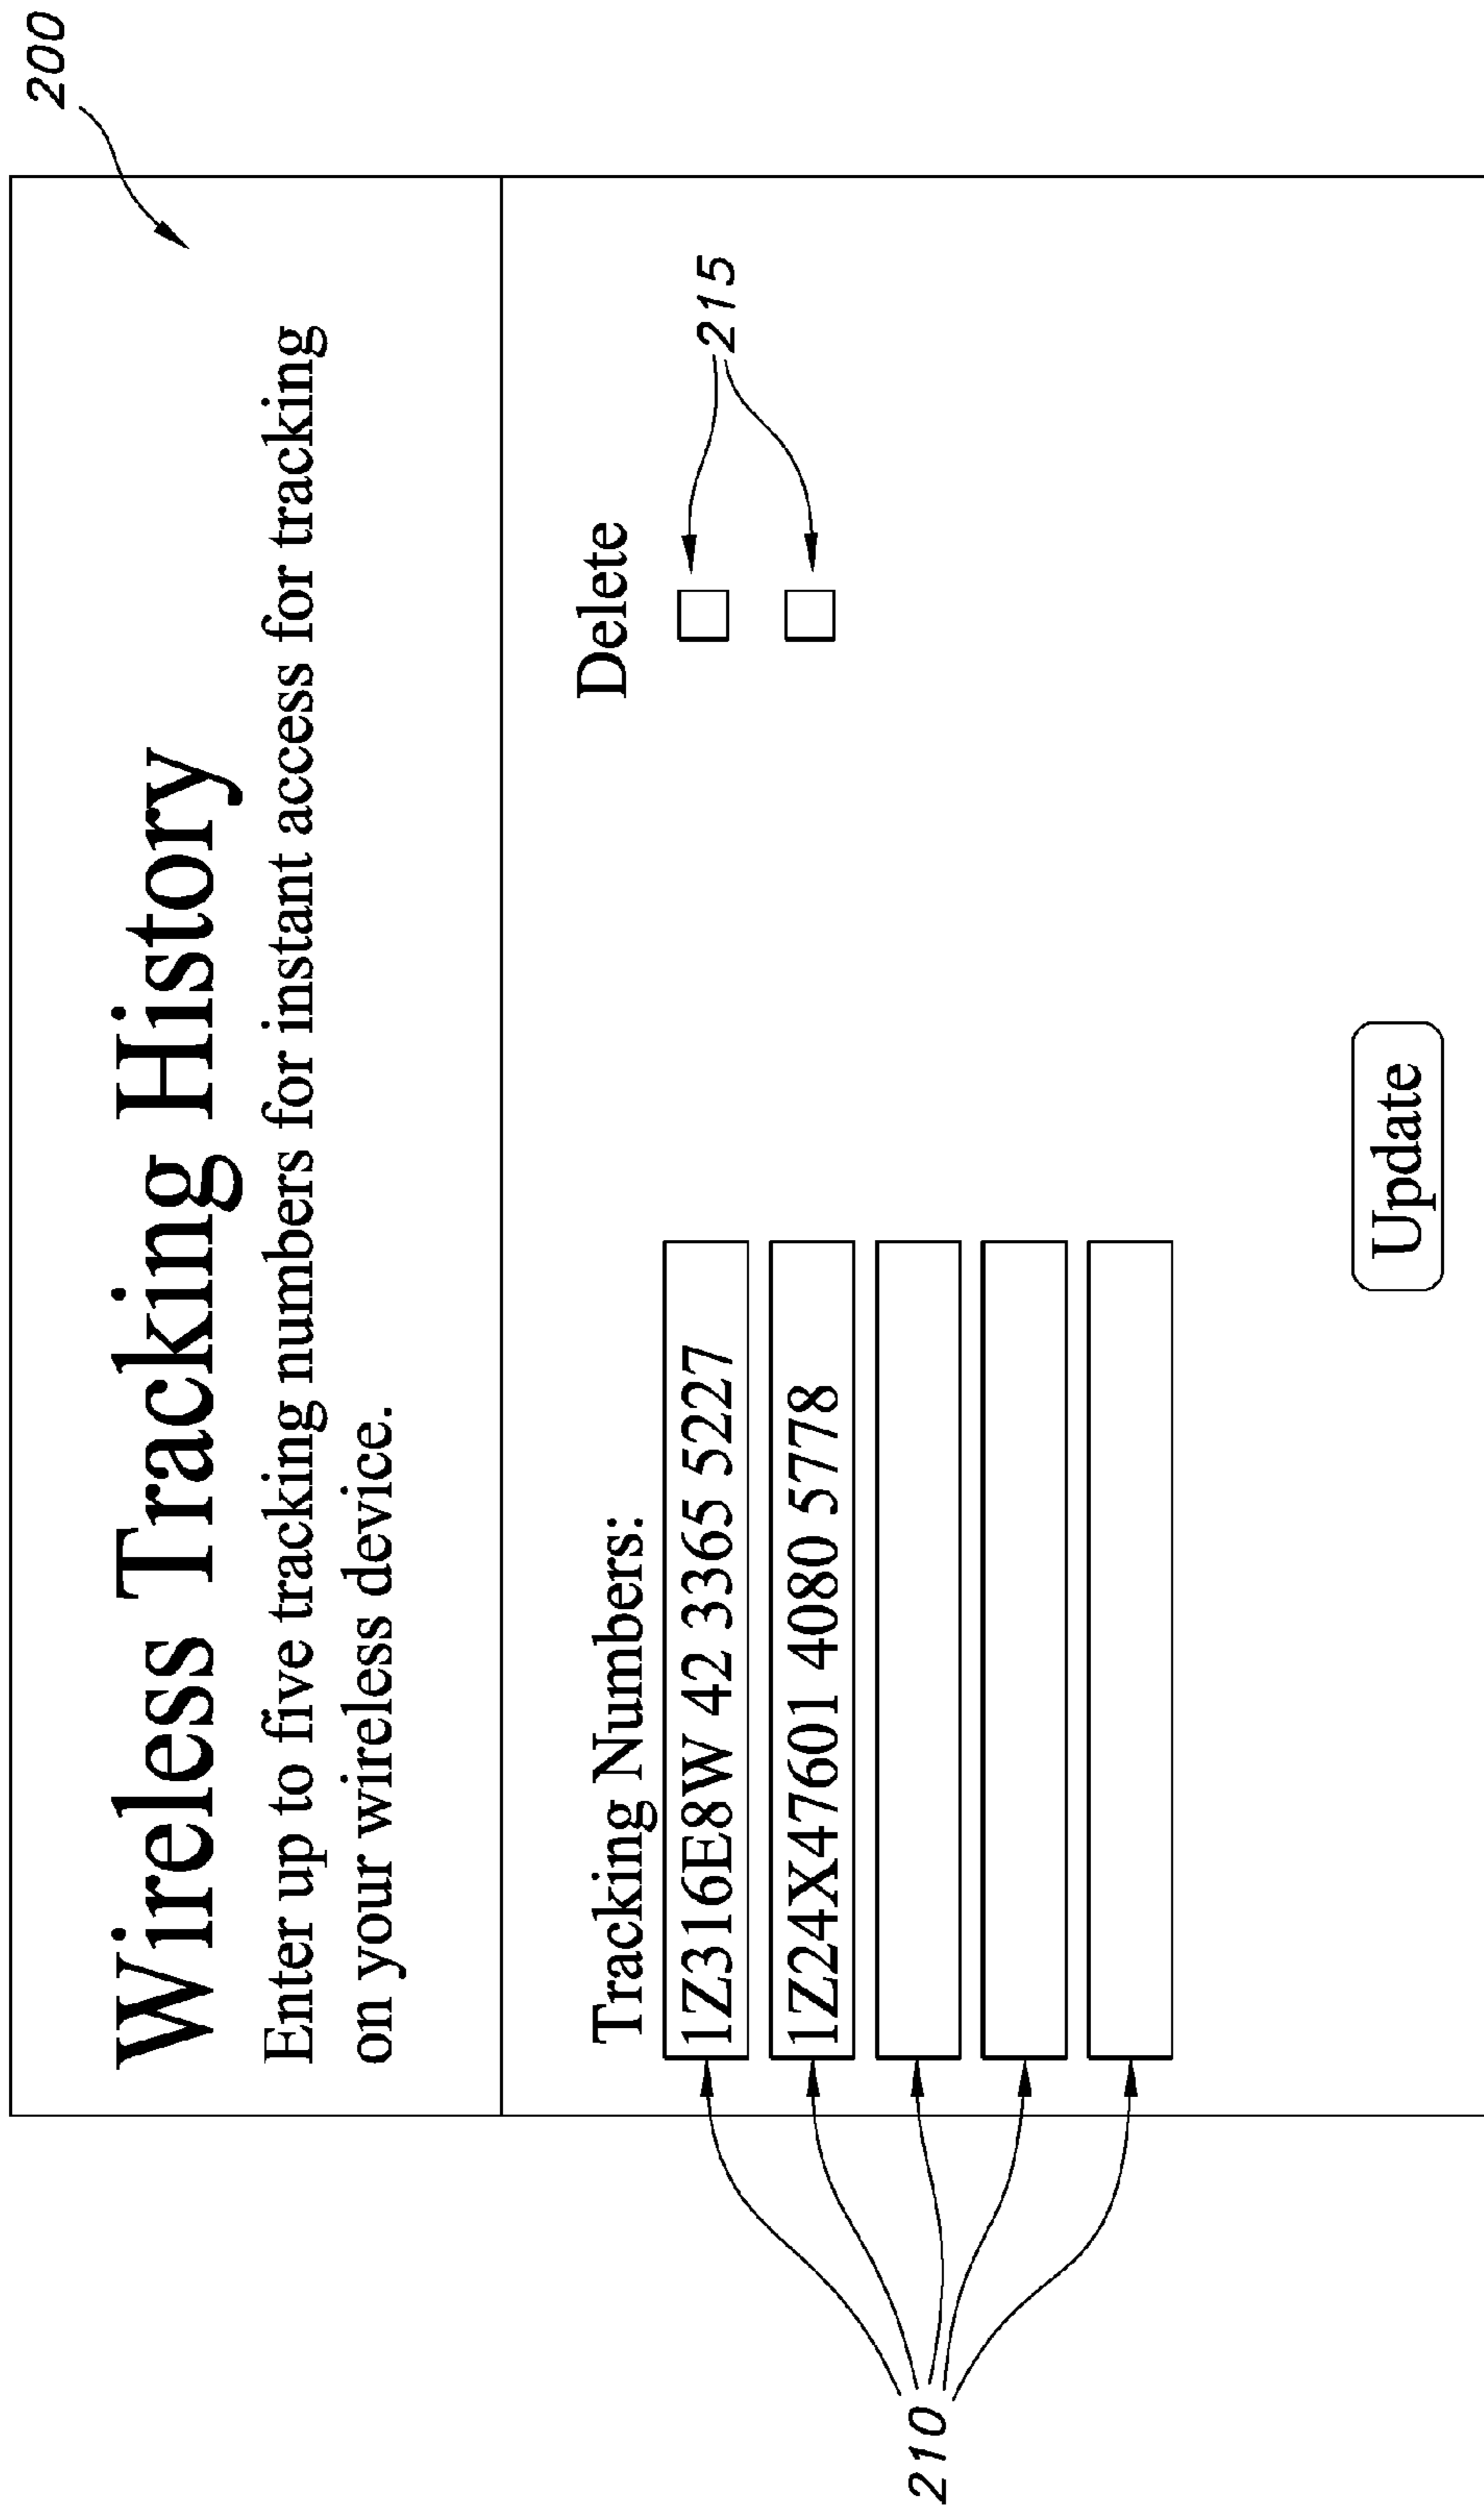 200
Wireless Tracking History
Enter up to five tracking numbers for instant access for tracking
on your wireless device.
Tracking Numbers:
Delete
1Z316E8W 42 3365 5227
215
1Z24X47601 4080 5778
210
Update